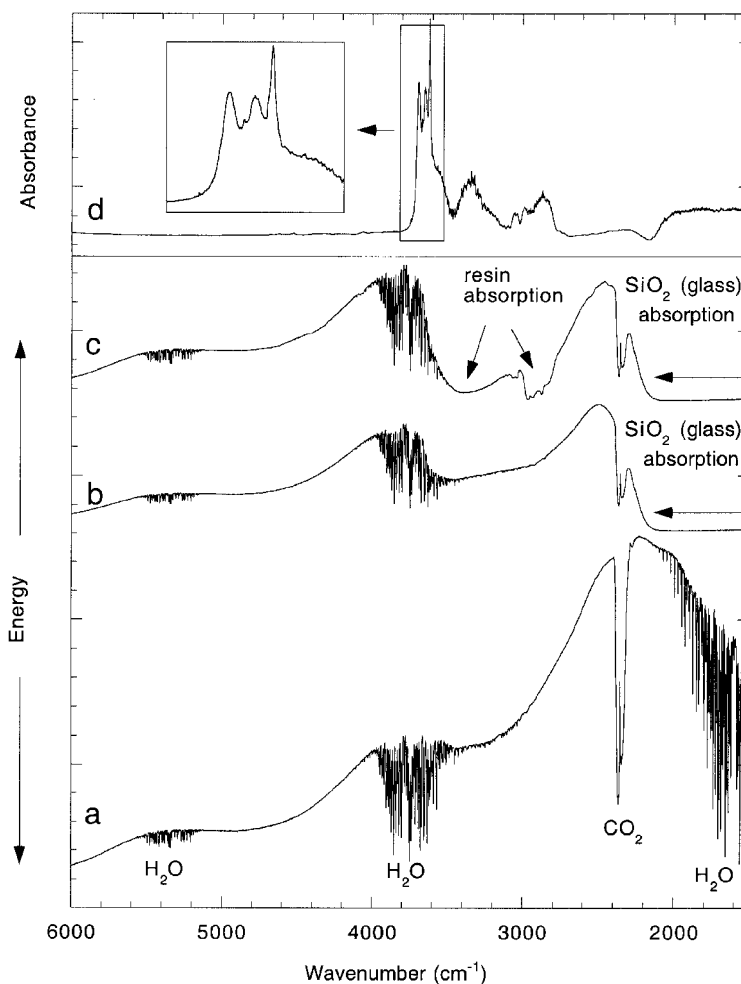 Absorbance
d
c
resin
absorption
SiO₂ (glass)
absorption
b
SiO₂ (glass)
absorption
Energy
a
H₂O
H₂O
CO₂
H₂O
6000 5000 4000 3000 2000
Wavenumber (cm⁻¹)